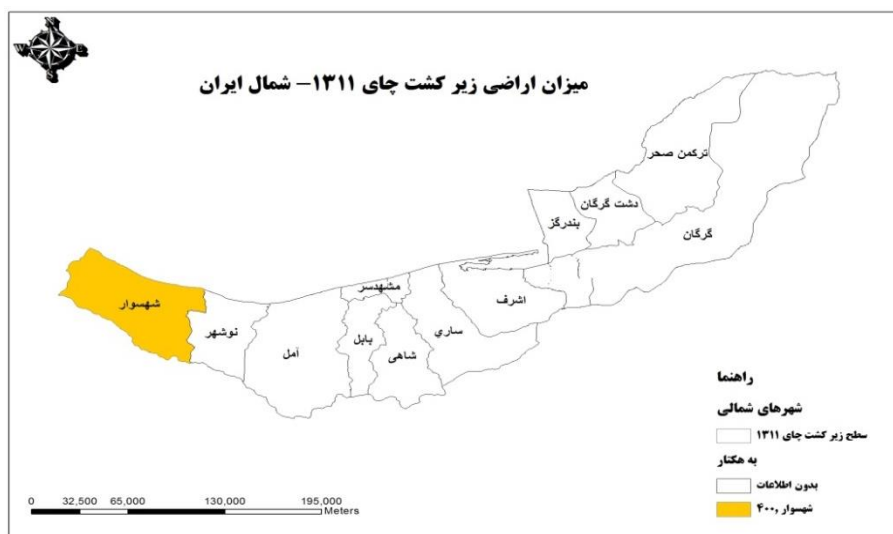 میزان اراضی زیر کشت چای ۱۳۱۱- شمال ایران
ترکمن صحر
دشت گرگان
بندرگز
گرگان
مشهدسر
اشرف
شهسوار
نوشهر
آمل
بابل
شاهی
ساري
راهنما
شهرهای شمالی
سطح زیر کشت چای ۱۳۱۱
به هکتار
بدون اطلاعات
شهسوار ,۴۰۰
0 32,500 65,000 130,000 195,000
Meters